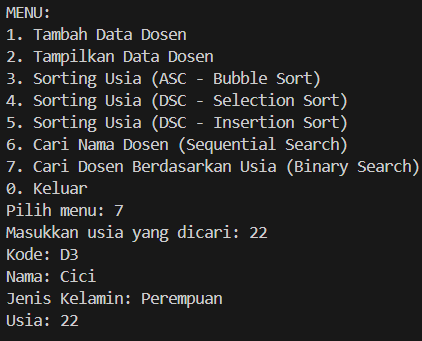 MENU:
1. Tambah Data Dosen
2. Tampilkan Data Dosen
3. Sorting Usia (ASC - Bubble Sort)
4. Sorting Usia (DSC - Selection Sort)
5. Sorting Usia (DSC - Insertion Sort)
6. Cari Nama Dosen (Sequential Search)
7. Cari Dosen Berdasarkan Usia (Binary Search)
0. Keluar
Pilih menu: 7
Masukkan usia yang dicari: 22
Kode: D3
Nama: Cici
Jenis Kelamin: Perempuan
Usia: 22